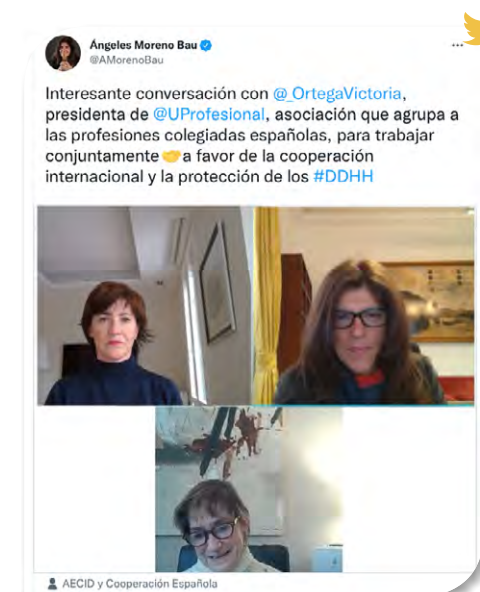 Ángeles Moreno Bau
@AMorenoBau
Interesante conversación con @_OrtegaVictoria,
presidenta de @UProfesional, asociación que agrupa a
las profesiones colegiadas españolas, para trabajar
conjuntamente 🤝a favor de la cooperación
internacional y la protección de los #DDHH
AECID y Cooperación Española